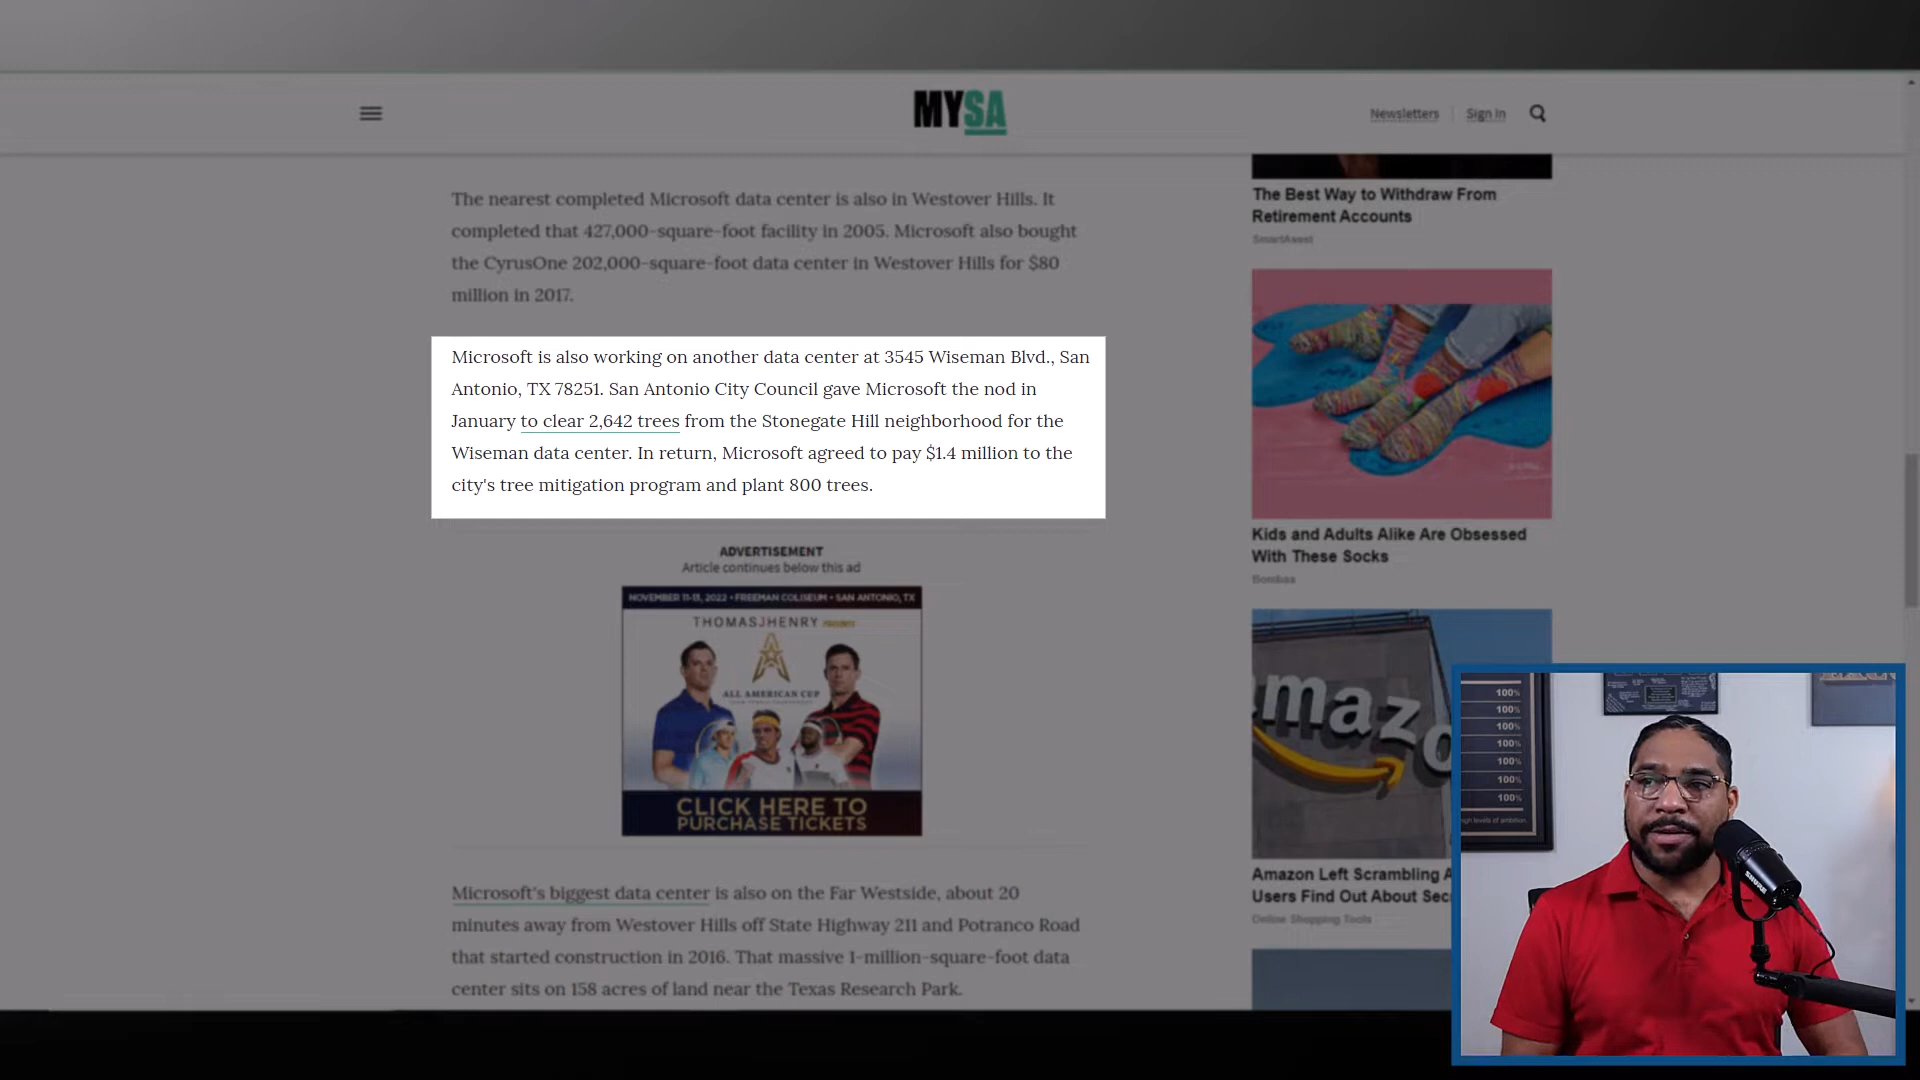 MYSA
Newsletters
Sign In
The nearest completed Microsoft data center is also in Westover Hills. It
completed that 427,000-square-foot facility in 2005. Microsoft also bought
the CyrusOne 202,000-square-foot data center in Westover Hills for $80
million in 2017.
Microsoft is also working on another data center at 3545 Wiseman Blvd., San
Antonio, TX 78251. San Antonio City Council gave Microsoft the nod in
January to clear 2,642 trees from the Stonegate Hill neighborhood for the
Wiseman data center. In return, Microsoft agreed to pay $1.4 million to the
city's tree mitigation program and plant 800 trees.
ADVERTISEMENT
Article continues below this ad
NOVEMBER 11-13, 2022 • FREEMAN COLISEUM • SAN ANTONIO, TX
THOMAS J HENRY
ALL AMERICAN CUP
CLICK HERE TO
PURCHASE TICKETS
Microsoft's biggest data center is also on the Far Westside, about 20
minutes away from Westover Hills off State Highway 211 and Potranco Road
that started construction in 2016. That massive 1-million-square-foot data
center sits on 158 acres of land near the Texas Research Park.
The Best Way to Withdraw From
Retirement Accounts
SmartAsset
Kids and Adults Alike Are Obsessed
With These Socks
Bombas
amazo
Amazon Left Scrambling
Users Find Out About
Online Shopping Tools
100%
100%
100%
100%
100%
100%
100%
levels of ambition.
SHURE